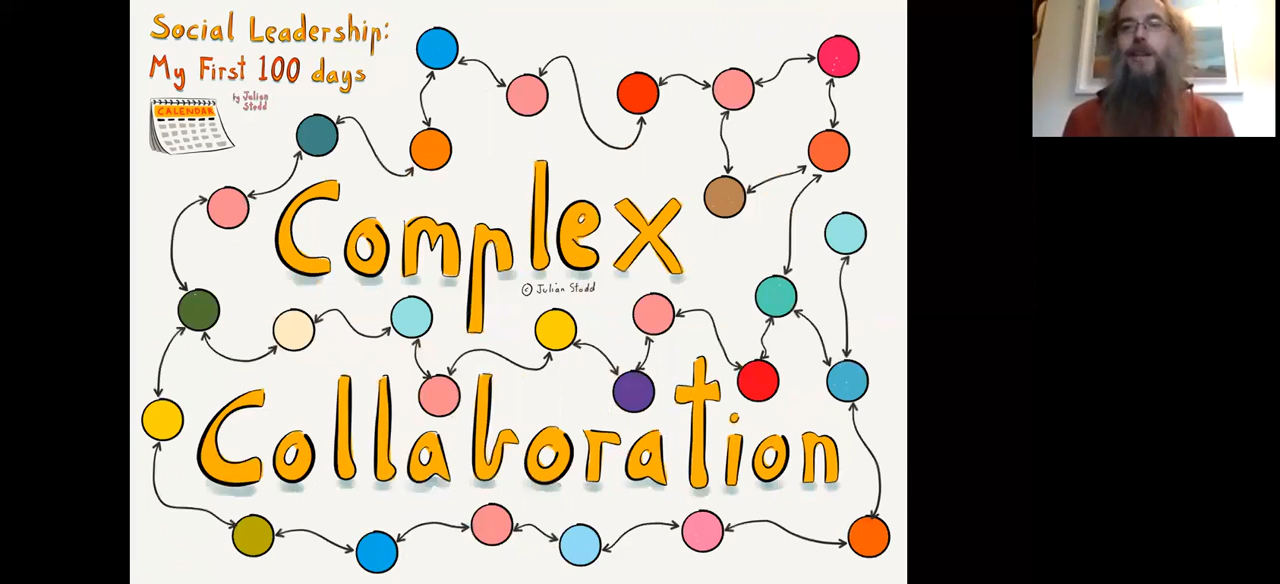 Social Leadership:
My First 100 days
by Julian
Stodd
CALENDAR
Complex
© Julian Stodd
Collaboration